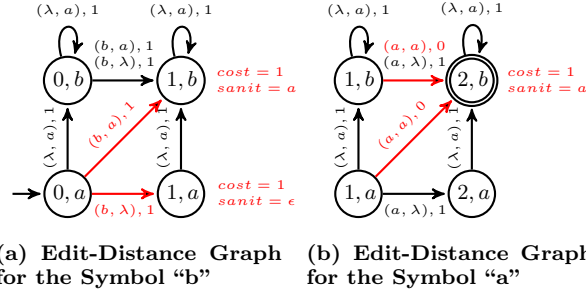 (λ, a), 1
(λ, a), 1
(b, a), 1
(b, λ), 1
0, b
1, b
cost = 1
sanit = a
(λ, a), 1
(b, a), 1
(λ, a), 1
0, a
1, a
(b, λ), 1
cost = 1
sanit = ϵ
(a) Edit-Distance Graph
for the Symbol “b”
(λ, a), 1
(λ, a), 1
(a, a), 0
(a, λ), 1
1, b
2, b
cost = 1
sanit = a
(λ, a), 1
(a, a), 0
(λ, a), 1
1, a
2, a
(a, λ), 1
(b) Edit-Distance Graph
for the Symbol “a”